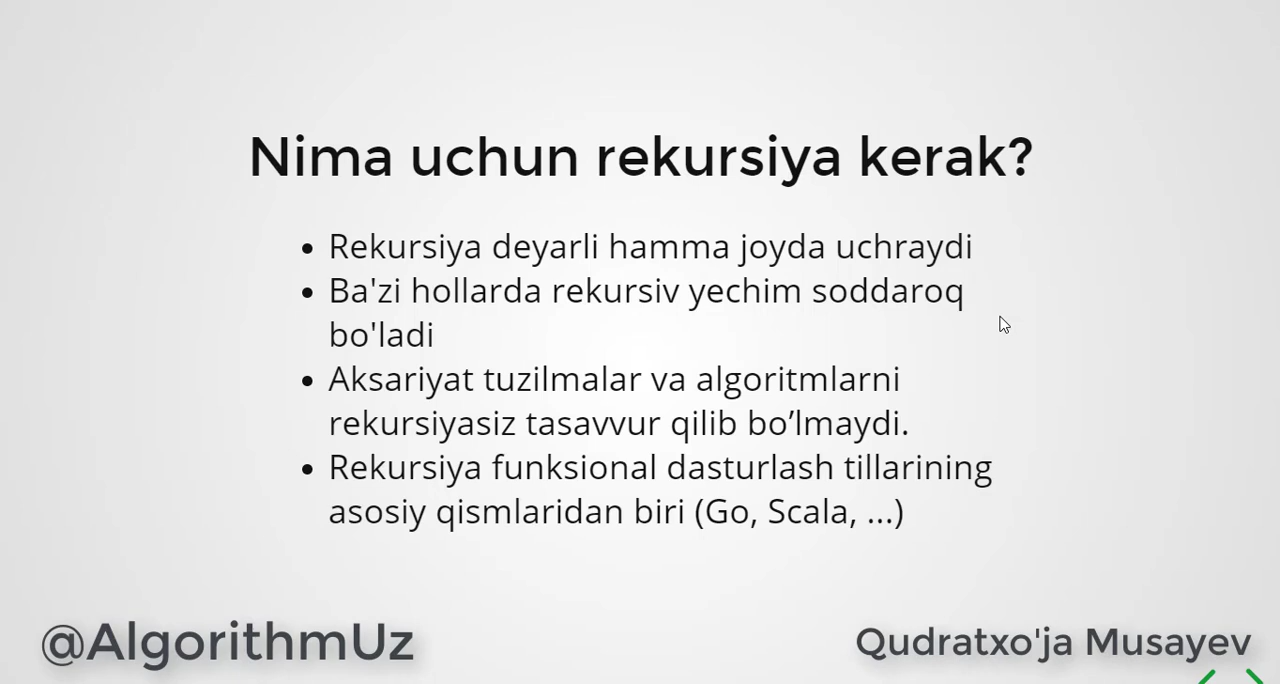 Nima uchun rekursiya kerak?
• Rekursiya deyarli hamma joyda uchraydi
• Ba'zi hollarda rekursiv yechim soddaroq
bo'ladi
• Aksariyat tuzilmalar va algoritmlarni
rekursiyasiz tasavvur qilib bo’lmaydi.
• Rekursiya funksional dasturlash tillarining
asosiy qismlaridan biri (Go, Scala, ...)
@AlgorithmUz
Qudratxo'ja Musayev